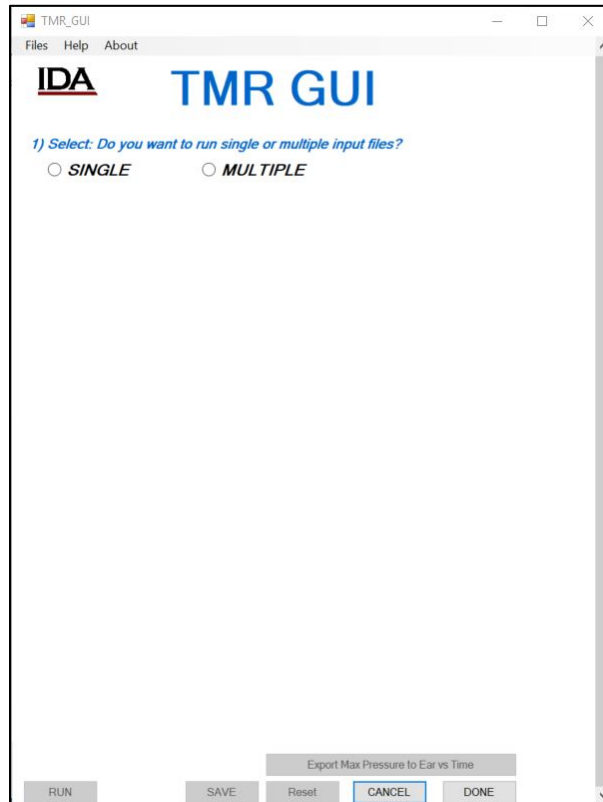 TMR_GUI
Files Help About
IDA
TMR GUI
1) Select: Do you want to run single or multiple input files?
SINGLE MULTIPLE
Export Max Pressure to Ear vs Time
RUN SAVE Reset CANCEL DONE